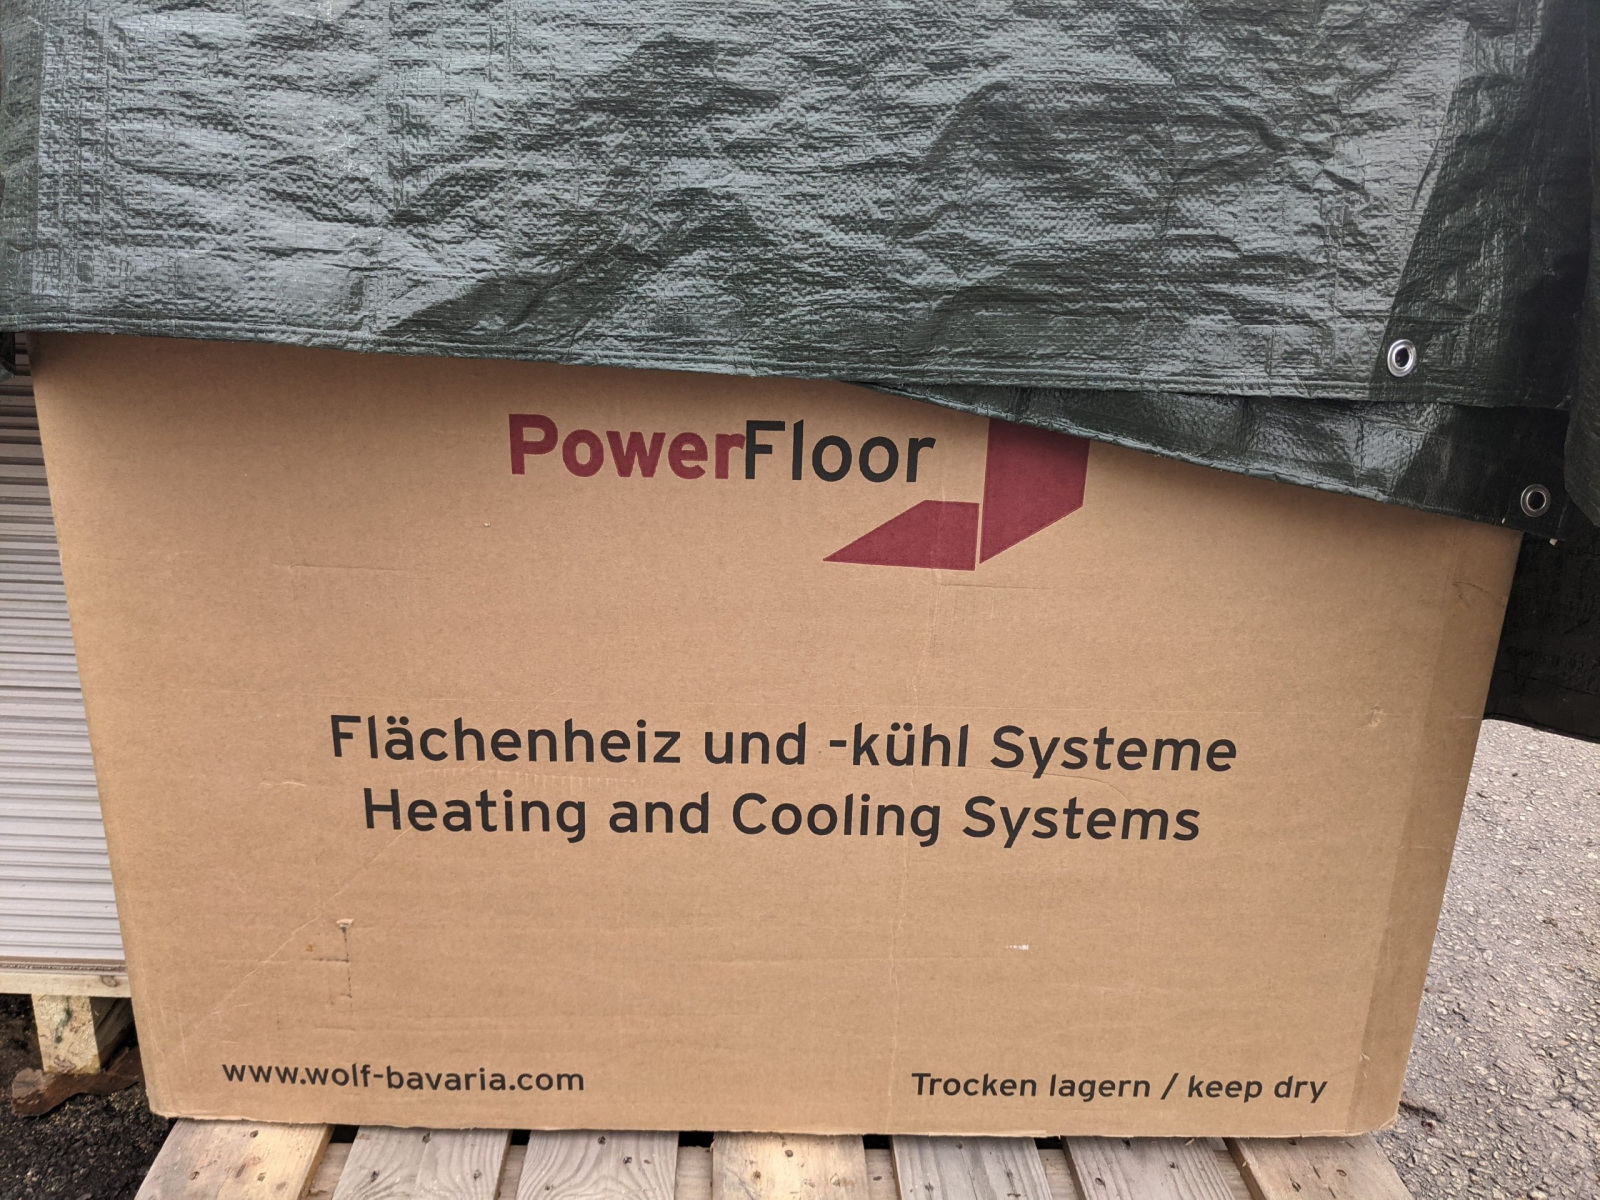 PowerFloor
Flächenheiz und -kühl Systeme
Heating and Cooling Systems
www.wolf-bavaria.com
Trocken lagern / keep dry